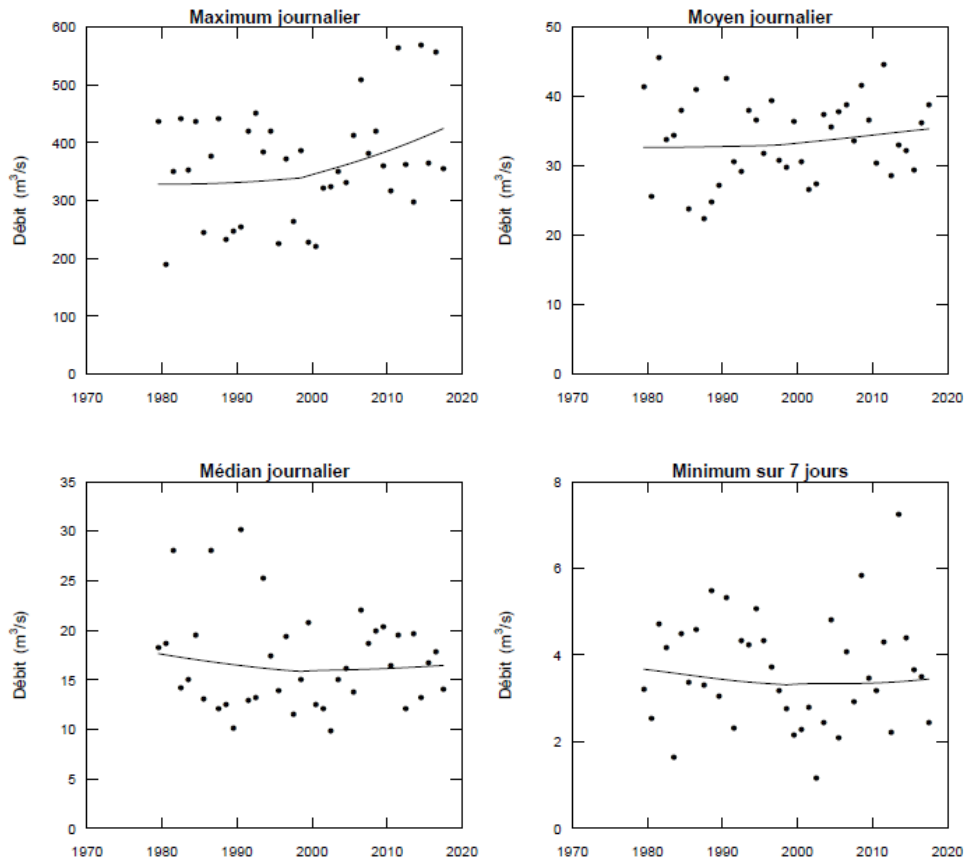 Maximum journalier
Débit (m³/s)
600
500
400
300
200
100
0
1970 1980 1990 2000 2010 2020
Moyen journalier
Débit (m³/s)
50
40
30
20
10
0
1970 1980 1990 2000 2010 2020
Médian journalier
Débit (m³/s)
35
30
25
20
15
10
5
0
1970 1980 1990 2000 2010 2020
Minimum sur 7 jours
Débit (m³/s)
8
6
4
2
0
1970 1980 1990 2000 2010 2020